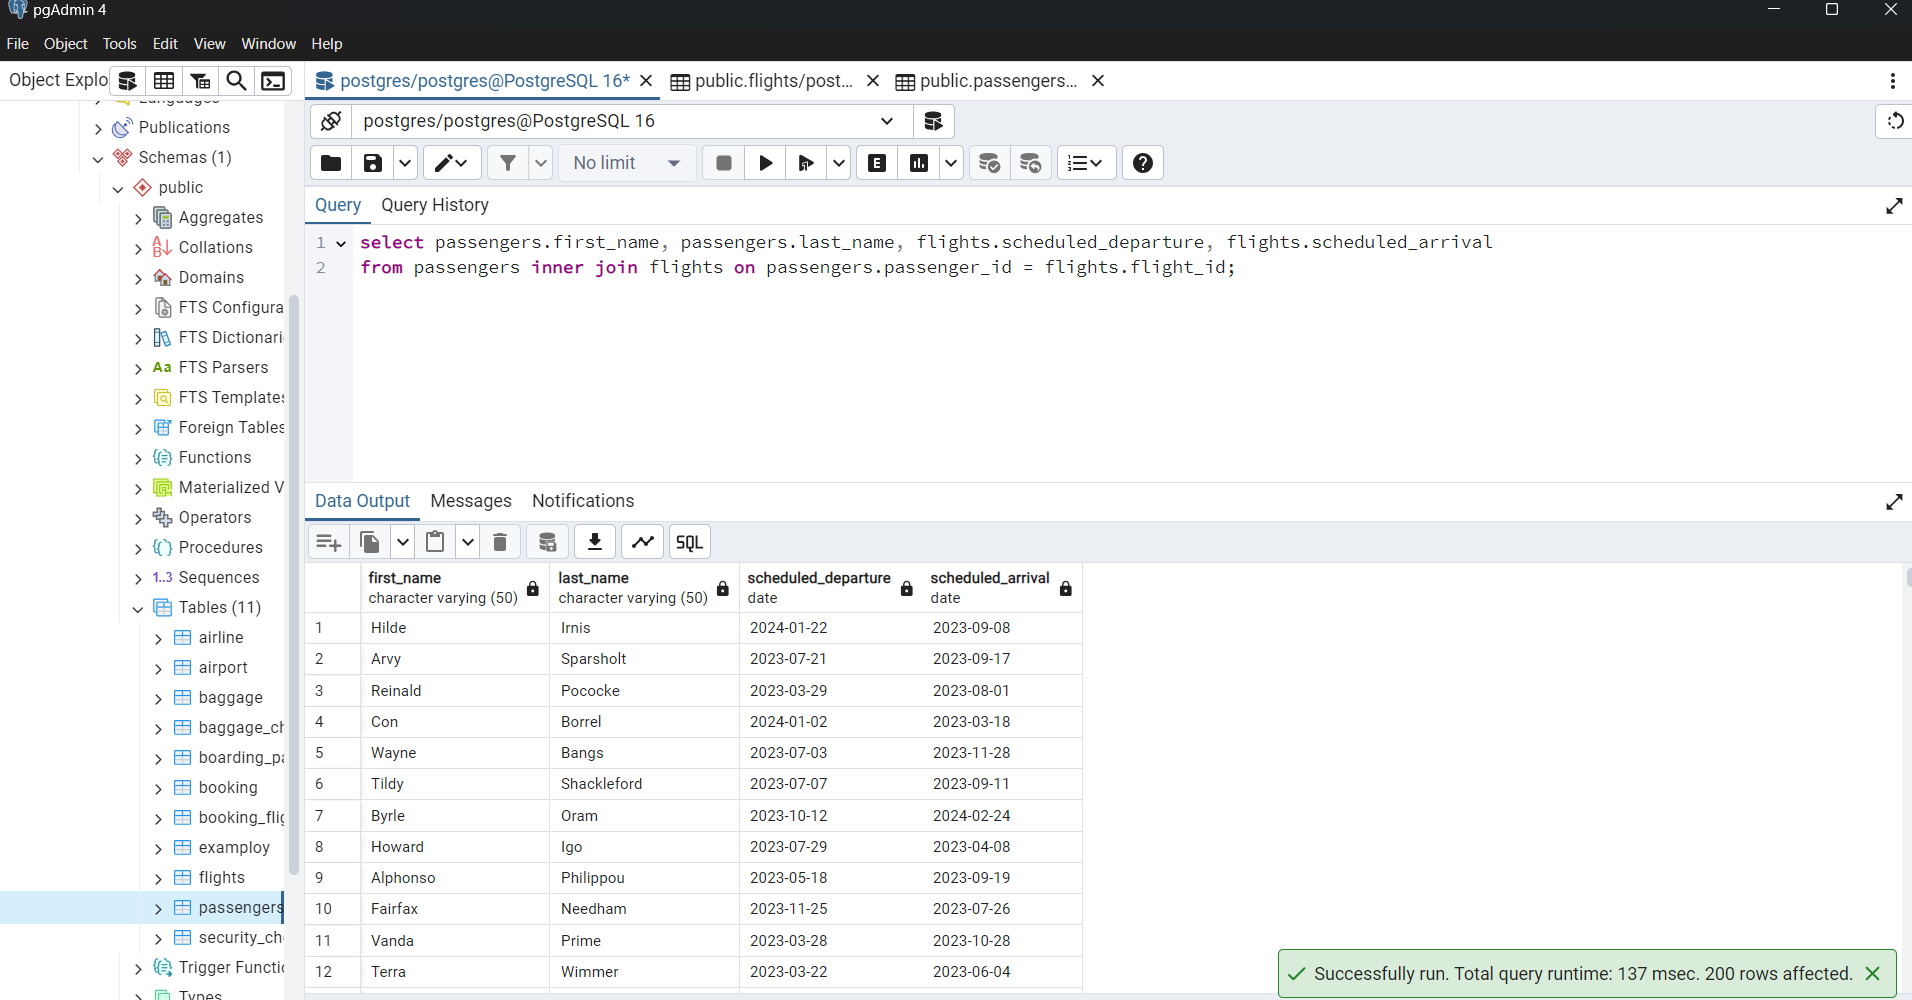 pgAdmin 4
File Object Tools Edit View Window Help
Object Explo
postgres/postgres@PostgreSQL 16*
public.flights/post...
public.passengers...
postgres/postgres@PostgreSQL 16
No limit
Query Query History
1 select passengers.first_name, passengers.last_name, flights.scheduled_departure, flights.scheduled_arrival
2 from passengers inner join flights on passengers.passenger_id = flights.flight_id;
Languages
Publications
Schemas (1)
public
Aggregates
Collations
Domains
FTS Configura
FTS Dictionari
Aa FTS Parsers
FTS Templates
Foreign Tables
Functions
Materialized V
Operators
Procedures
1..3 Sequences
Tables (11)
airline
airport
baggage
baggage_ch
boarding_pa
booking
booking_flig
examploy
flights
passengers
security_che
Trigger Functio
Types
Data Output Messages Notifications
SQL
first_name last_name scheduled_departure scheduled_arrival
character varying (50) character varying (50) date date
1 Hilde Irnis 2024-01-22 2023-09-08
2 Arvy Sparsholt 2023-07-21 2023-09-17
3 Reinald Pococke 2023-03-29 2023-08-01
4 Con Borrel 2024-01-02 2023-03-18
5 Wayne Bangs 2023-07-03 2023-11-28
6 Tildy Shackleford 2023-07-07 2023-09-11
7 Byrle Oram 2023-10-12 2024-02-24
8 Howard Igo 2023-07-29 2023-04-08
9 Alphonso Philippou 2023-05-18 2023-09-19
10 Fairfax Needham 2023-11-25 2023-07-26
11 Vanda Prime 2023-03-28 2023-10-28
12 Terra Wimmer 2023-03-22 2023-06-04
Successfully run. Total query runtime: 137 msec. 200 rows affected.